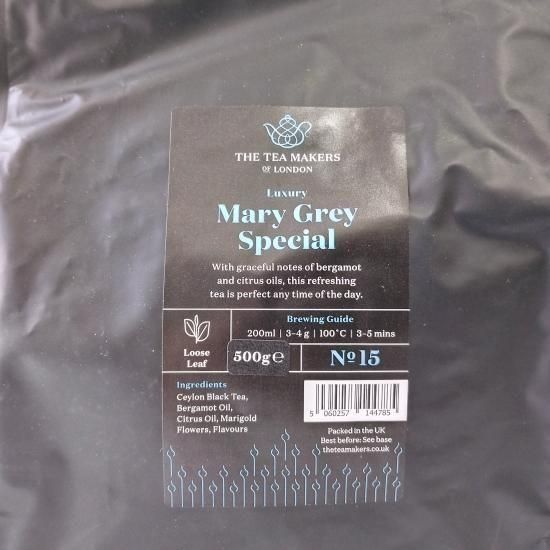 THE TEA MAKERS
OF LONDON
Luxury
Mary Grey
Special
With graceful notes of bergamot
and citrus oils, this refreshing
tea is perfect any time of the day.
Brewing Guide
200ml | 3-4g | 100°C | 3-5 mins
Loose
Leaf
500g℮
Nº15
Ingredients
Ceylon Black Tea,
Bergamot Oil,
Citrus Oil, Marigold
Flowers, Flavours
5 060257 144785
Packed in the UK
Best before: See base
theteamakers.co.uk